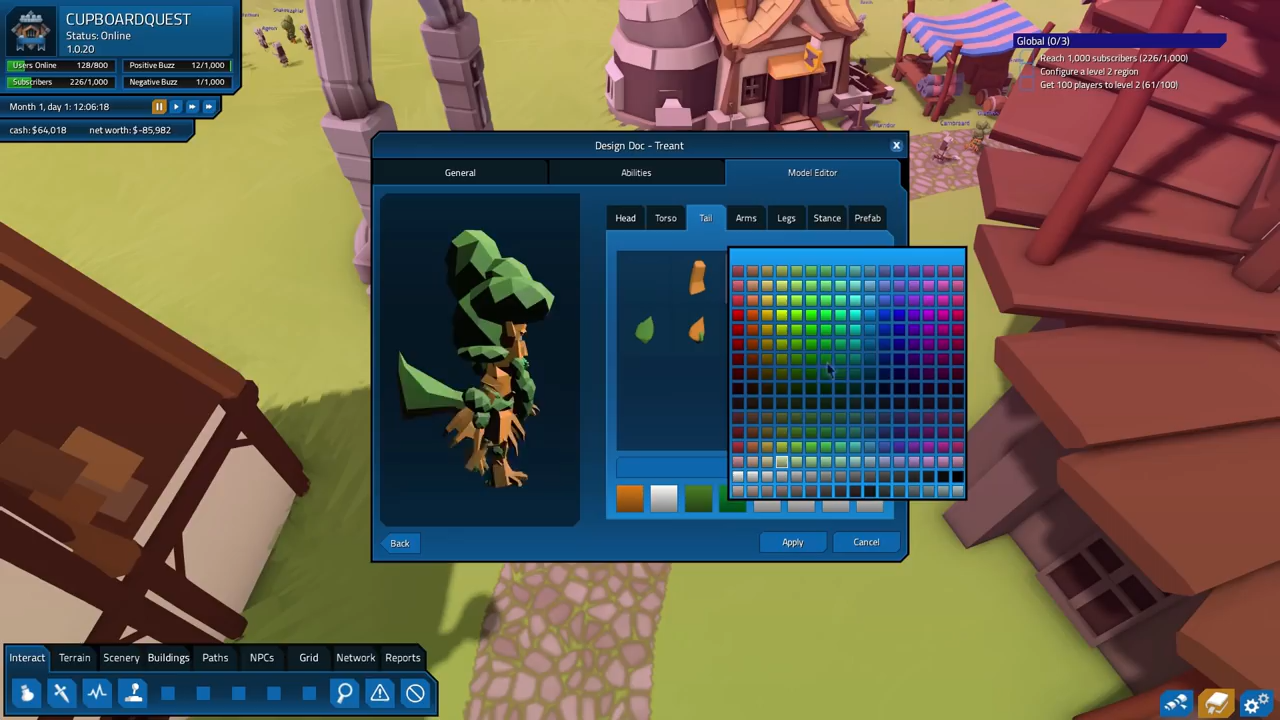 CUPBOARDQUEST
Status: Online
1.0.20
Users Online 128/800
Positive Buzz 12/1,000
Subscribers 226/1,000
Negative Buzz 1/1,000
Month 1, day 1: 12:06:18
cash: $64,018 net worth: $-85,982
Global (0/3)
Reach 1,000 subscribers (226/1,000)
Configure a level 2 region
Get 100 players to level 2 (61/100)
Design Doc - Treant
X
General
Abilities
Model Editor
Head
Torso
Tail
Arms
Legs
Stance
Prefab
Back
Apply
Cancel
Interact
Terrain
Scenery
Buildings
Paths
NPCs
Grid
Network
Reports